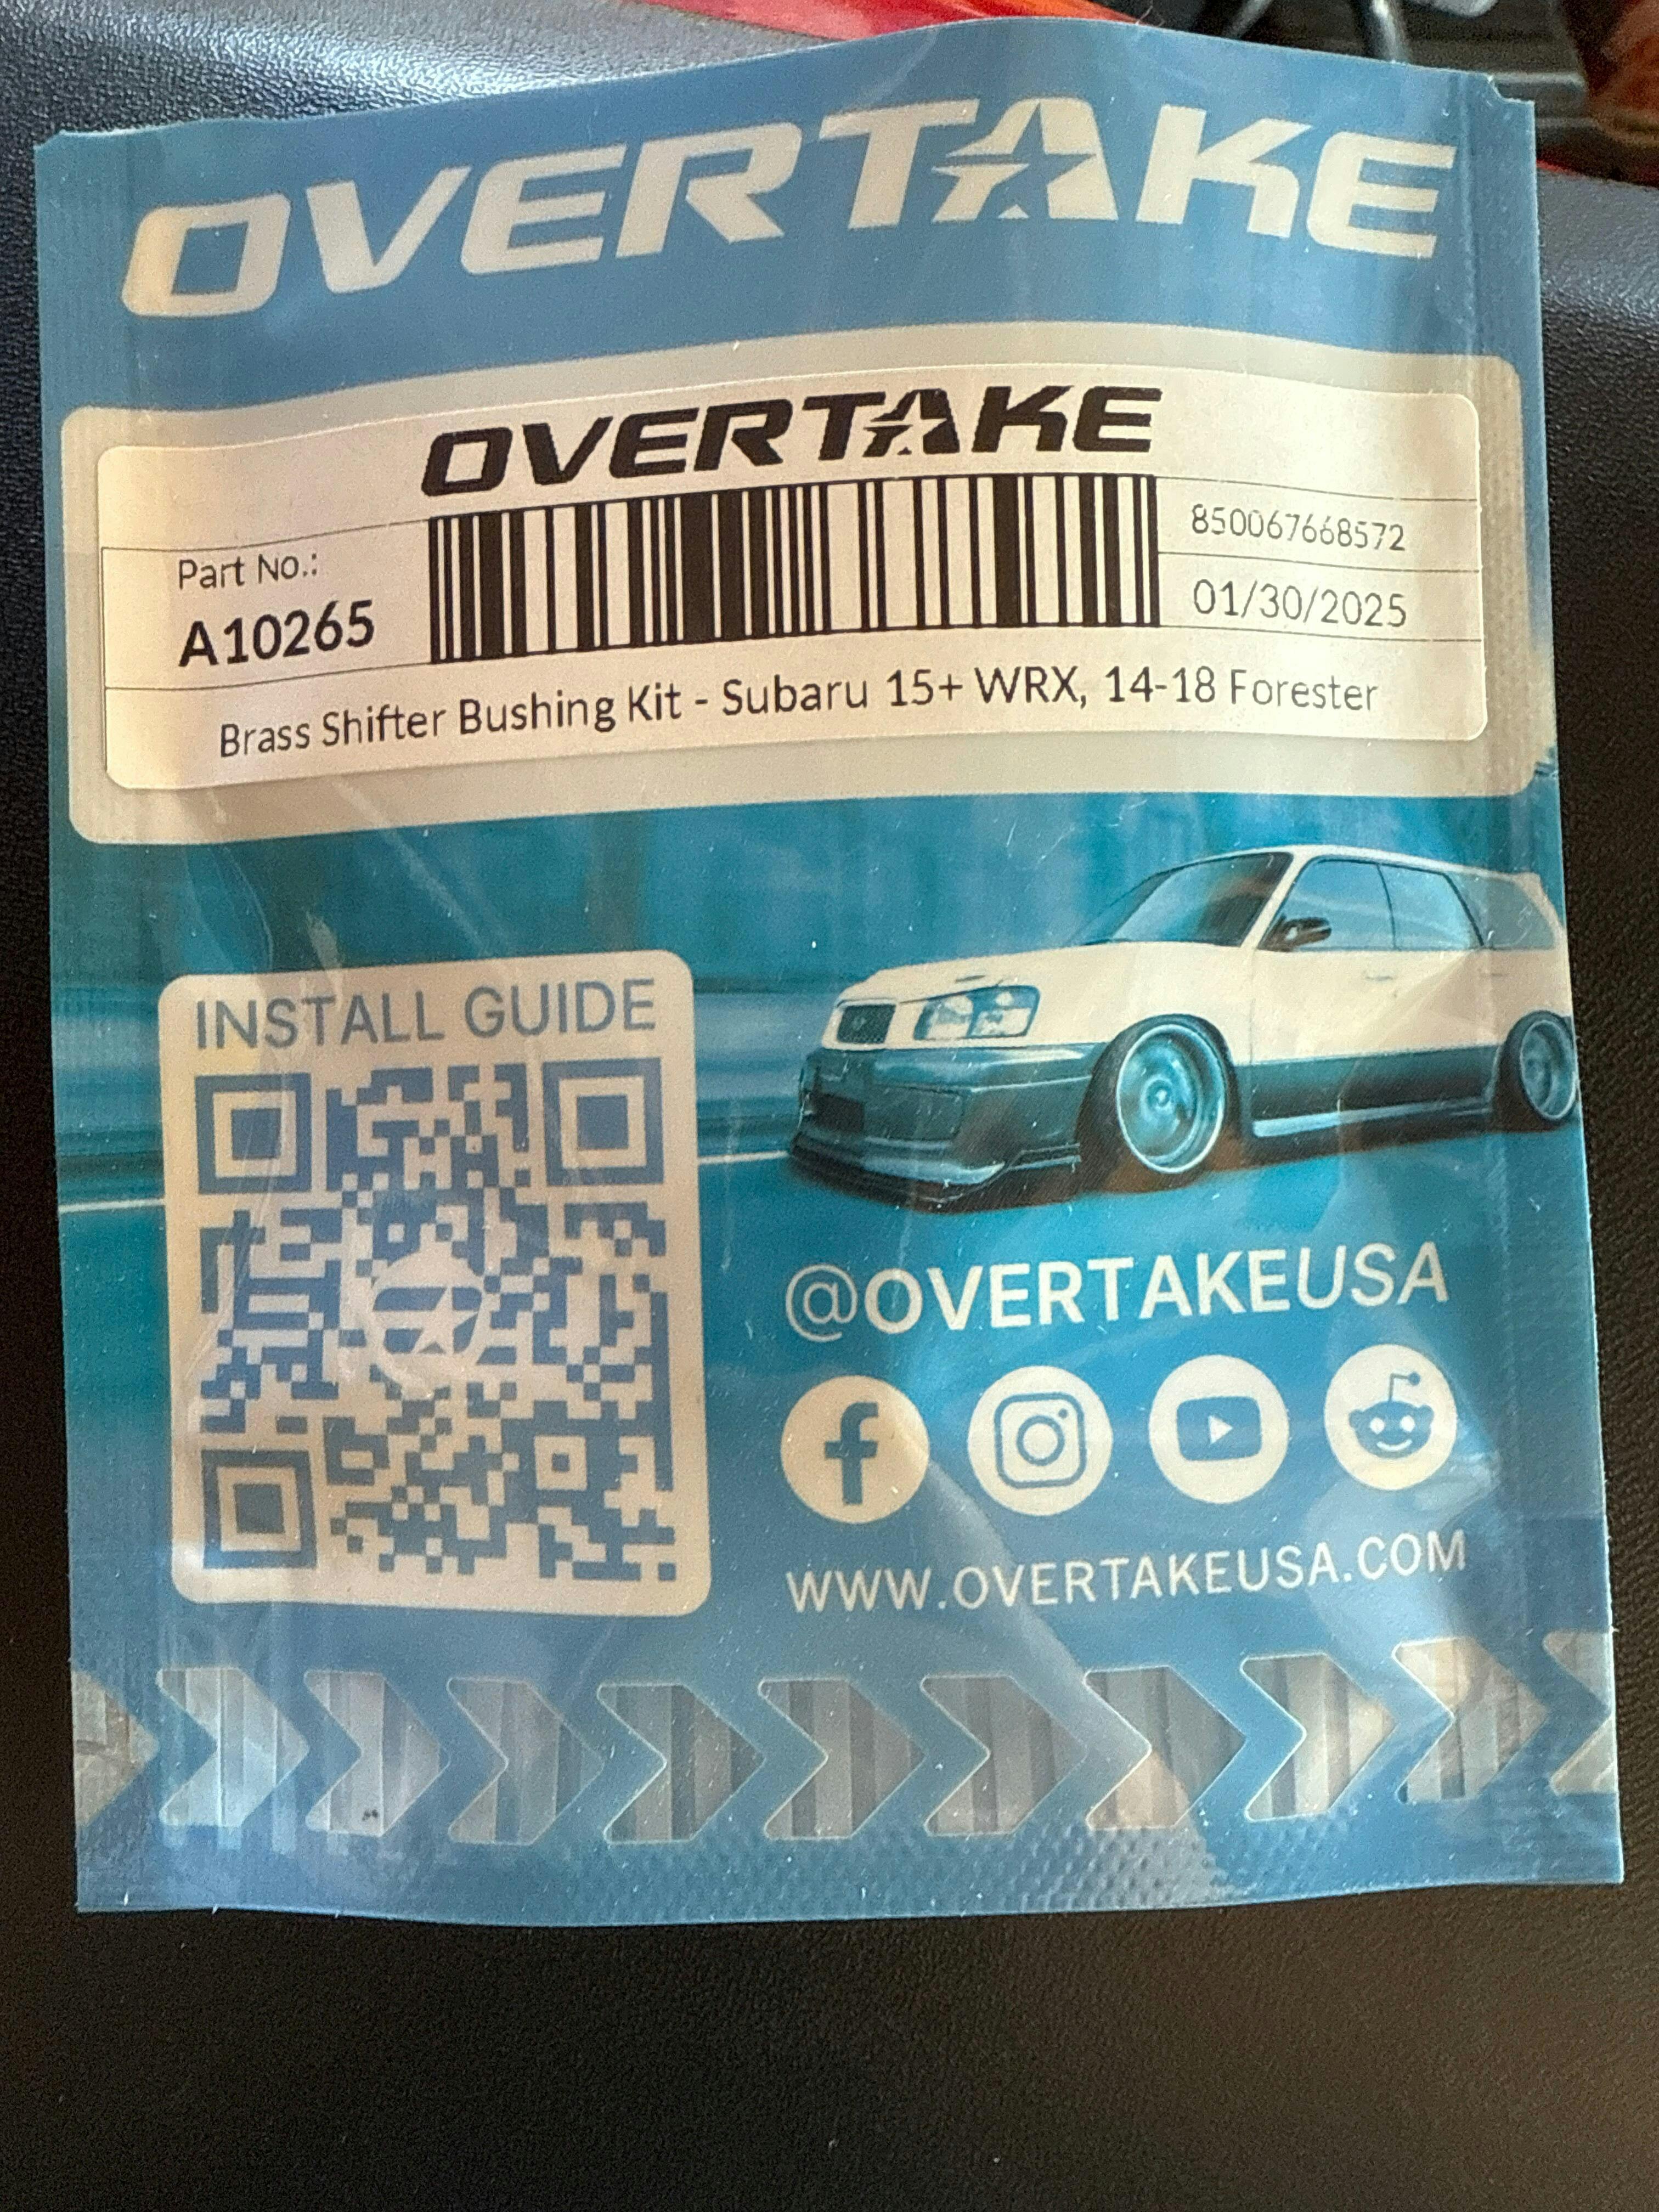 OVERTAKE
OVERTAKE
Part No.:
A10265
850067668572
01/30/2025
Brass Shifter Bushing Kit - Subaru 15+ WRX, 14-18 Forester
INSTALL GUIDE
@OVERTAKEUSA
WWW.OVERTAKEUSA.COM